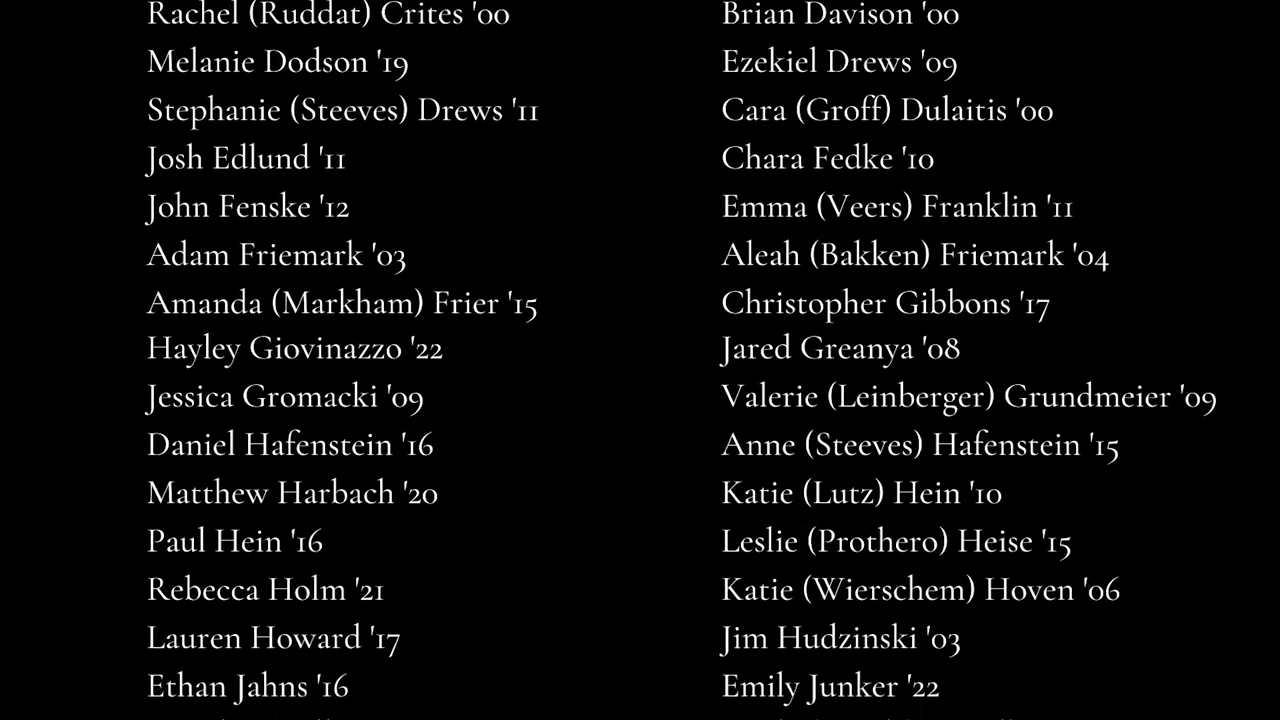 Rachel (Ruddat) Crites '00
Brian Davison '00
Melanie Dodson '19
Ezekiel Drews '09
Stephanie (Steeves) Drews '11
Cara (Groff) Dulaitis '00
Josh Edlund '11
Chara Fedke '10
John Fenske '12
Emma (Veers) Franklin '11
Adam Friemark '03
Aleah (Bakken) Friemark '04
Amanda (Markham) Frier '15
Christopher Gibbons '17
Hayley Giovinazzo '22
Jared Greanya '08
Jessica Gromacki '09
Valerie (Leinberger) Grundmeier '09
Daniel Hafenstein '16
Anne (Steeves) Hafenstein '15
Matthew Harbach '20
Katie (Lutz) Hein '10
Paul Hein '16
Leslie (Prothero) Heise '15
Rebecca Holm '21
Katie (Wierschem) Hoven '06
Lauren Howard '17
Jim Hudzinski '03
Ethan Jahns '16
Emily Junker '22